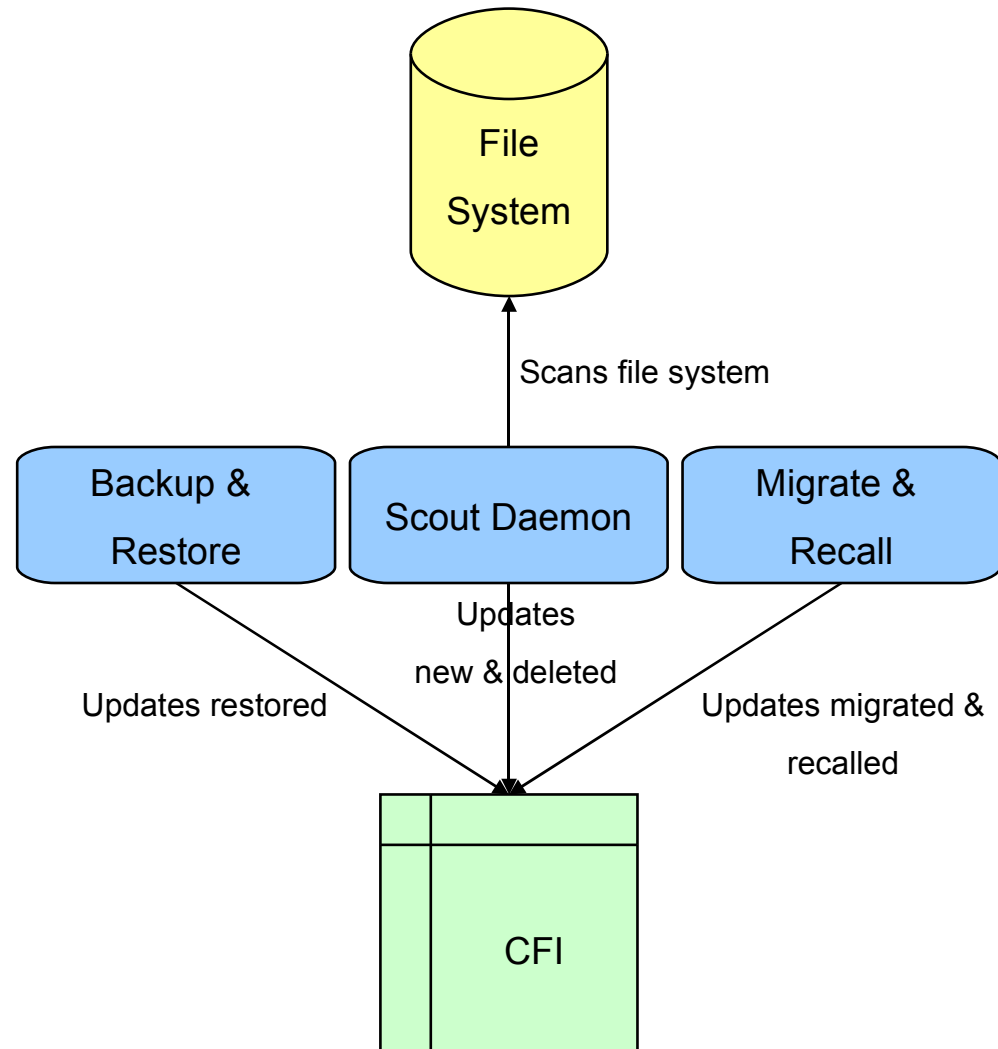 File
System
Scans file system
Backup &
Restore
Scout Daemon
Migrate &
Recall
Updates
new & deleted
Updates restored
Updates migrated &
recalled
CFI